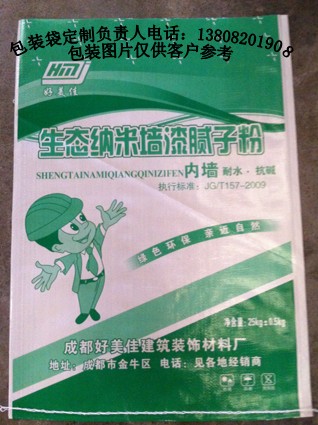 包装袋定制负责人电话：13808201908
包装图片仅供客户参考
HM
好美佳
生态纳米墙漆腻子粉
SHENGTAINAMIQIANGQINIZIFEN 内墙 耐水·抗碱
执行标准：JG/T157-2009
绿色环保 亲近自然
净含量：25kg±0.5kg
成都好美佳建筑装饰材料厂
地址：成都市金牛区 电话：见各地经销商